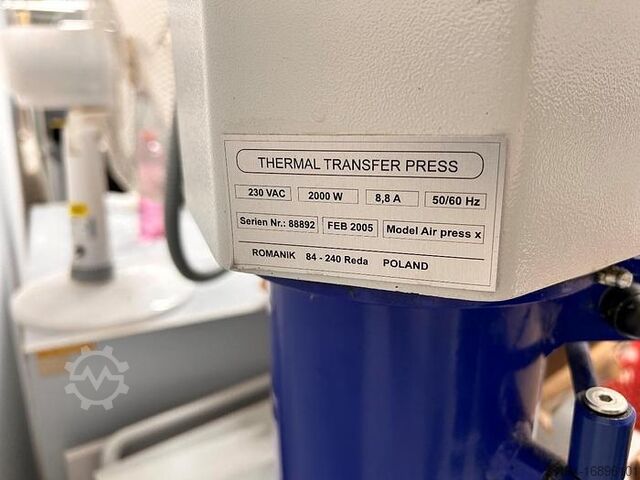 THERMAL TRANSFER PRESS
230 VAC 2000 W 8,8 A 50/60 Hz
Serien Nr.: 88892 FEB 2005 Model Air press x
ROMANIK 84 - 240 Reda POLAND